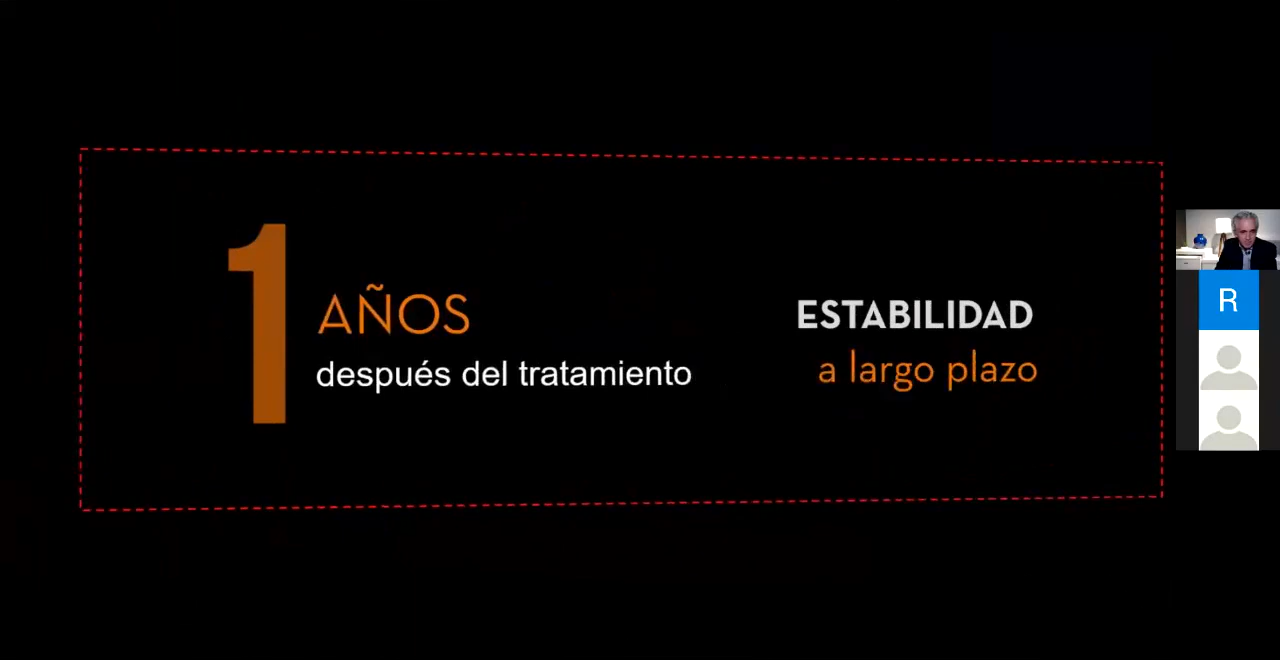 1
AÑOS
después del tratamiento
ESTABILIDAD
a largo plazo
R